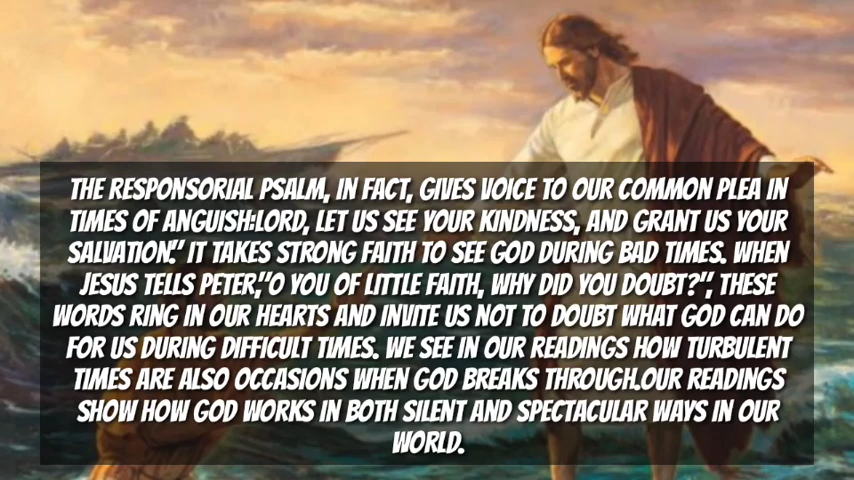 THE RESPONSORIAL PSALM, IN FACT, GIVES VOICE TO OUR COMMON PLEA IN
TIMES OF ANGUISH:LORD, LET US SEE YOUR KINDNESS, AND GRANT US YOUR
SALVATION." IT TAKES STRONG FAITH TO SEE GOD DURING BAD TIMES. WHEN
JESUS TELLS PETER,"O YOU OF LITTLE FAITH, WHY DID YOU DOUBT?", THESE
WORDS RING IN OUR HEARTS AND INVITE US NOT TO DOUBT WHAT GOD CAN DO
FOR US DURING DIFFICULT TIMES. WE SEE IN OUR READINGS HOW TURBULENT
TIMES ARE ALSO OCCASIONS WHEN GOD BREAKS THROUGH.OUR READINGS
SHOW HOW GOD WORKS IN BOTH SILENT AND SPECTACULAR WAYS IN OUR
WORLD.